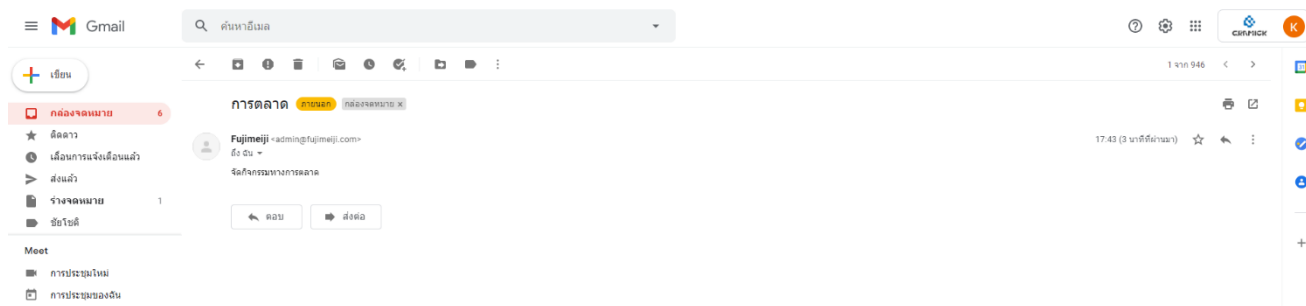 Gmail
ค้นหาอีเมล
K
เขียน
1 จาก 946
กล่องจดหมาย 6
ติดดาว
เลื่อนการแจ้งเตือนแล้ว
ส่งแล้ว
ร่างจดหมาย 1
ชัยโชติ
Meet
การประชุมใหม่
การประชุมของฉัน
การตลาด ภายนอก กล่องจดหมาย x
Fujimeiji <admin@fujimeiji.com>
17:43 (3 นาทีที่ผ่านมา)
ถึง ฉัน
จัดกิจกรรมทางการตลาด
ตอบ
ส่งต่อ
31